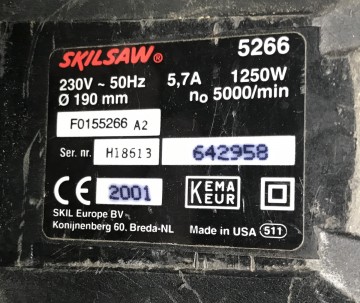 SKILSAW® 5266
230V ~ 50Hz 5,7A 1250W
Ø 190 mm n₀ 5000/min
F0155266 A2
Ser. nr. H18613 642958
CE 2001 KEMA EUR
SKIL Europe BV
Konijnenberg 60. Breda-NL Made in USA 511